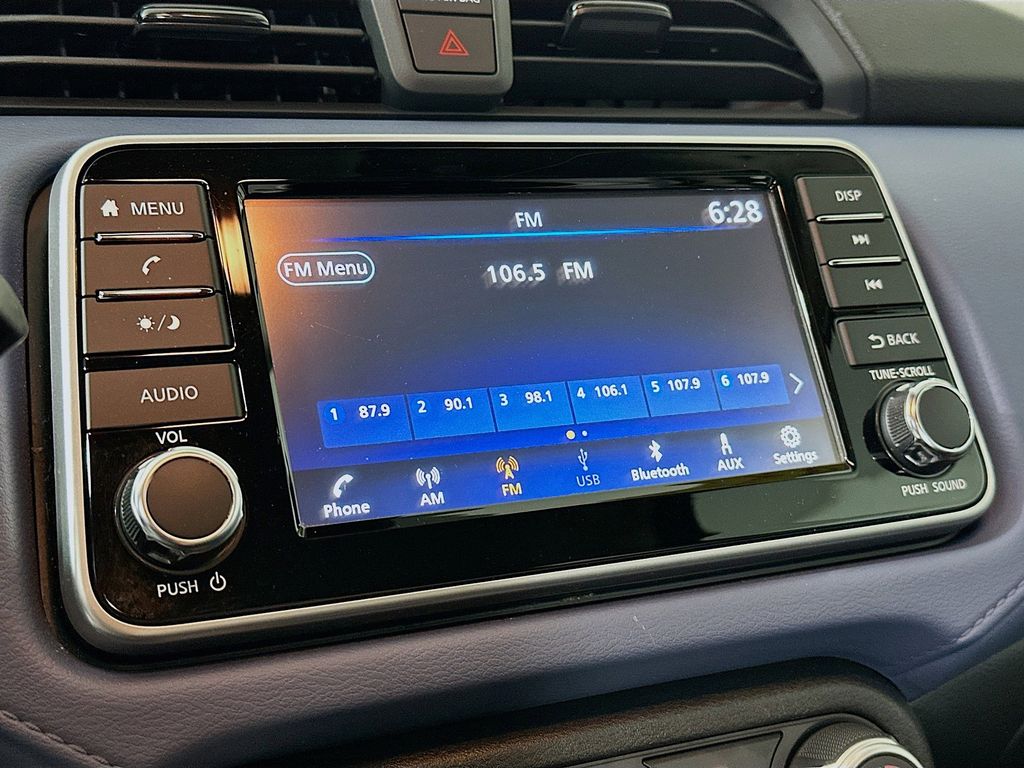 MENU
AUDIO
VOL
PUSH
FM
6:28
FM Menu
106.5 FM
1 87.9
2 90.1
3 98.1
4 106.1
5 107.9
6 107.9
Phone
AM
FM
USB
Bluetooth
AUX
Settings
DISP
BACK
TUNE·SCROLL
PUSH SOUND